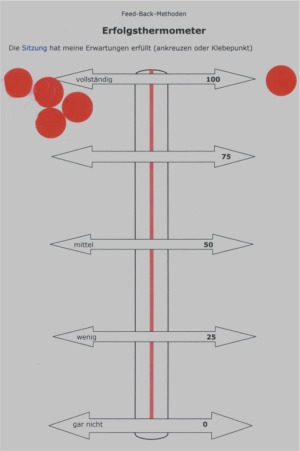 Feed-Back-Methoden
Erfolgsthermometer
Die Sitzung hat meine Erwartungen erfüllt (ankreuzen oder Klebepunkt)
vollständig 100
75
mittel 50
wenig 25
gar nicht 0